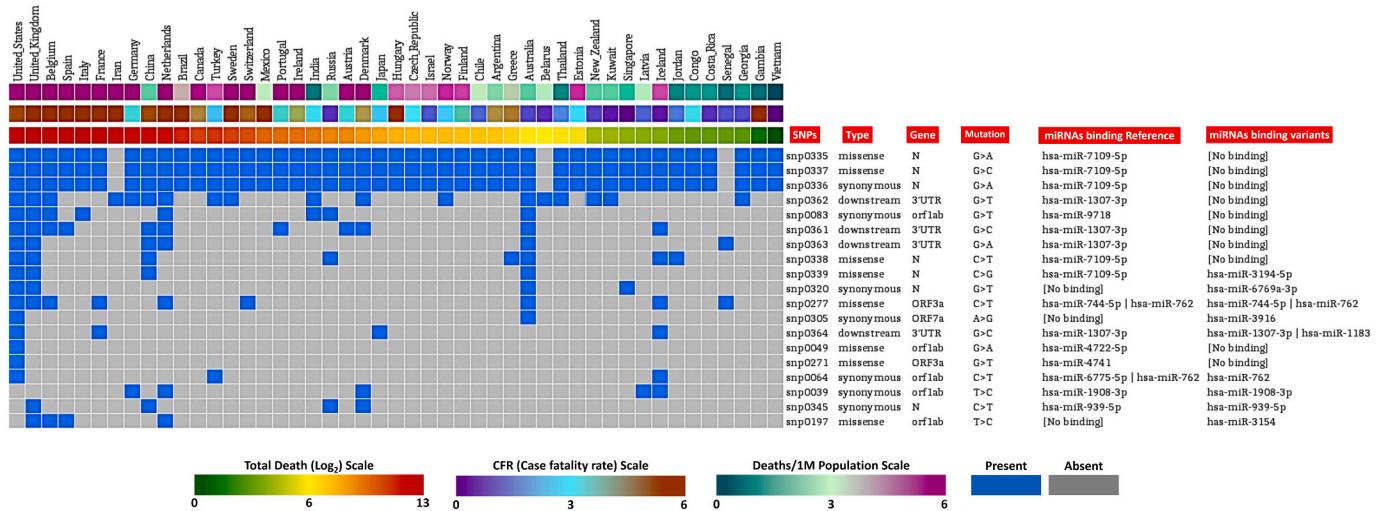 United_States United_Kingdom Belgium Spain Italy France Iran Germany China Netherlands Brazil Canada Turkey Sweden Switzerland Mexico Portugal Ireland India Russia Austria Denmark Japan Hungary Czech_Republic Israel Norway Finland Chile Argentina Greece Australia Belarus Thailand Estonia New_Zealand Kuwait Singapore Latvia Iceland Jordan Congo Costa_Rica Senegal Georgia Gambia Vietnam
SNPs Type Gene Mutation miRNAs binding Reference miRNAs binding variants
snp0335 missense N G>A hsa-miR-7109-5p [No binding]
snp0337 missense N G>C hsa-miR-7109-5p [No binding]
snp0336 synonymous N G>A hsa-miR-7109-5p [No binding]
snp0362 downstream 3'UTR G>T hsa-miR-1307-3p [No binding]
snp0083 synonymous orf1ab G>T hsa-miR-9718 [No binding]
snp0361 downstream 3'UTR G>C hsa-miR-1307-3p [No binding]
snp0363 downstream 3'UTR G>A hsa-miR-1307-3p [No binding]
snp0338 missense N C>T hsa-miR-7109-5p [No binding]
snp0339 missense N C>G hsa-miR-7109-5p hsa-miR-3194-5p
snp0320 synonymous N G>T [No binding] hsa-miR-6769a-3p
snp0277 missense ORF3a C>T hsa-miR-744-5p | hsa-miR-762 hsa-miR-744-5p | hsa-miR-762
snp0305 synonymous ORF7a A>G [No binding] hsa-miR-3916
snp0364 downstream 3'UTR G>C hsa-miR-1307-3p hsa-miR-1307-3p | hsa-miR-1183
snp0049 missense orf1ab G>A hsa-miR-4722-5p [No binding]
snp0271 missense ORF3a G>T hsa-miR-4741 [No binding]
snp0064 synonymous orf1ab C>T hsa-miR-6775-5p | hsa-miR-762 hsa-miR-762
snp0039 synonymous orf1ab T>C hsa-miR-1908-3p hsa-miR-1908-3p
snp0345 synonymous N C>T hsa-miR-939-5p hsa-miR-939-5p
snp0197 missense orf1ab T>C [No binding] has-miR-3154
Total Death (Log₂) Scale CFR (Case fatality rate) Scale Deaths/1M Population Scale Present Absent
0 6 13 0 3 6 0 3 6